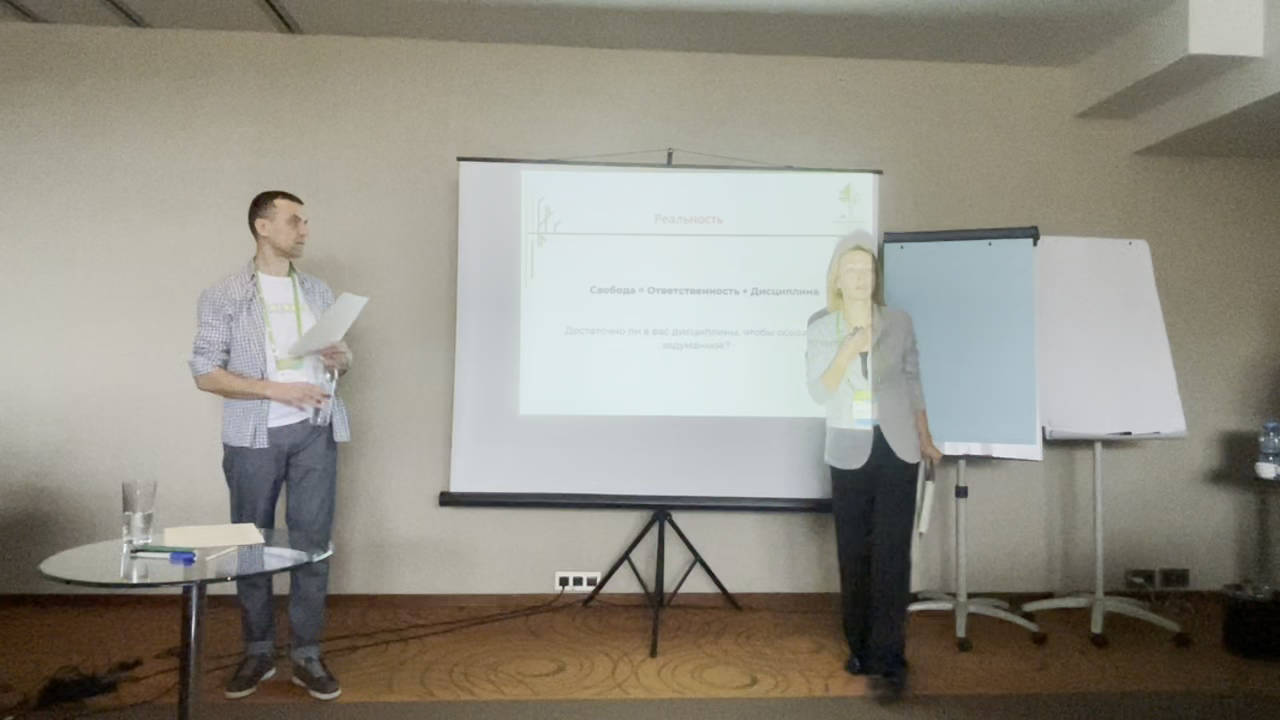 Реальность
Свобода = Ответственность + Дисциплина
Достаточно ли в вас дисциплины, чтобы
задуманное?